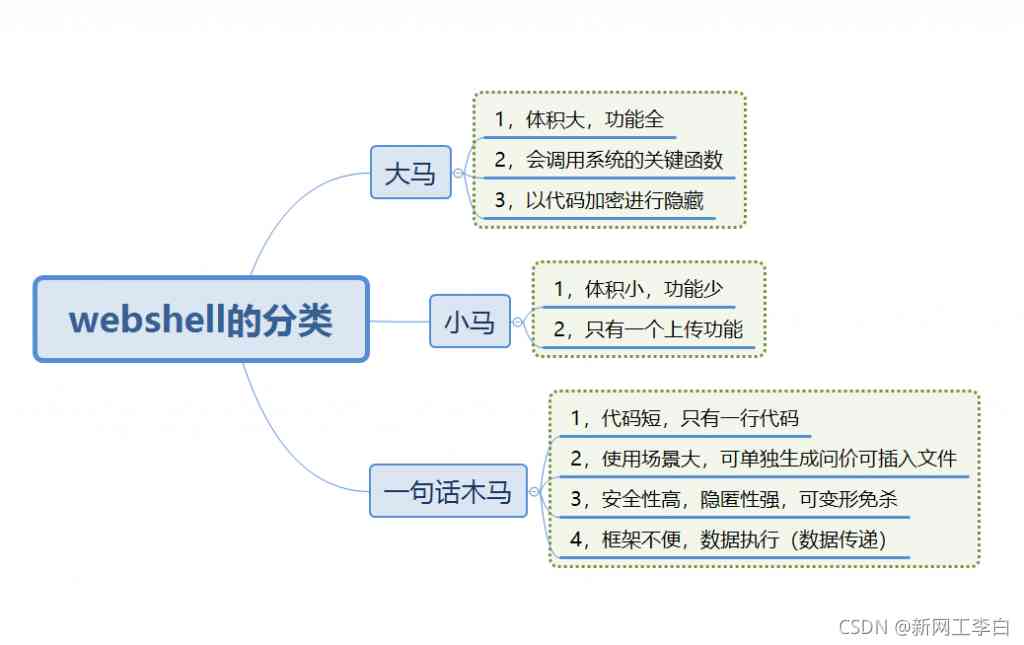 webshell的分类
大马
1，体积大，功能全
2，会调用系统的关键函数
3，以代码加密进行隐藏
小马
1，体积小，功能少
2，只有一个上传功能
一句话木马
1，代码短，只有一行代码
2，使用场景大，可单独生成问价可插入文件
3，安全性高，隐匿性强，可变形免杀
4，框架不便，数据执行（数据传递）
CSDN @新网工李白